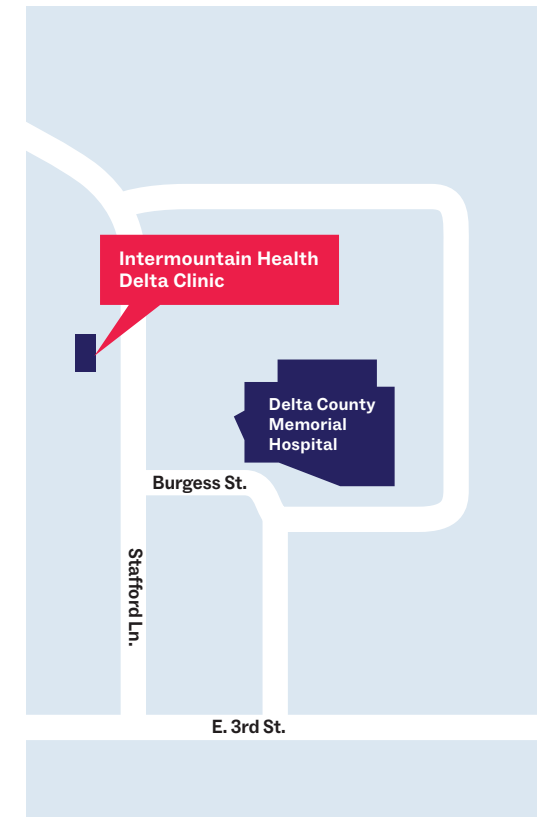 Intermountain Health
Delta Clinic
Delta County
Memorial
Hospital
Burgess St.
Stafford Ln.
E. 3rd St.